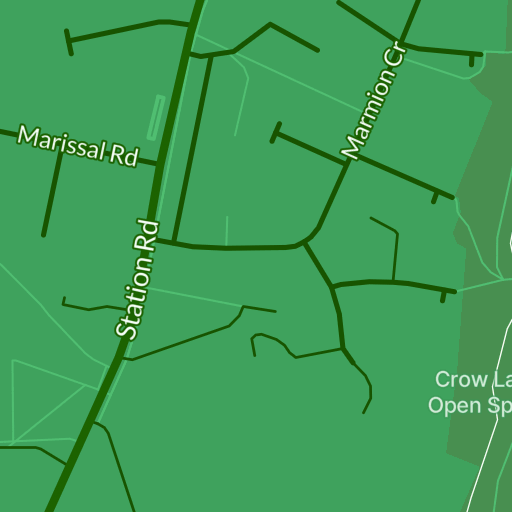 Marmion Cr
Marissal Rd
Station Rd
Crow La
Open Sp